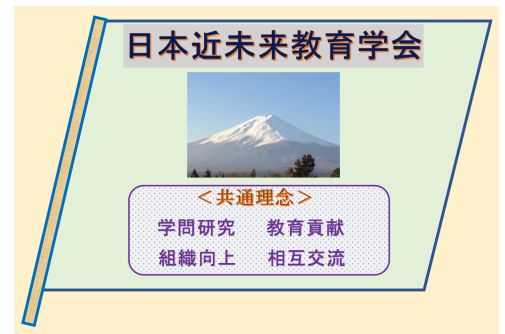 日本近未来教育学会
＜共通理念＞
学問研究　教育貢献
組織向上　相互交流